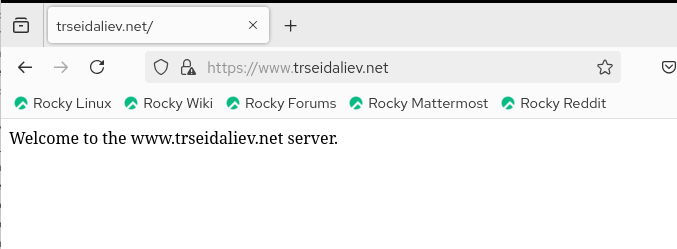 trseidaliev.net/
https://www.trseidaliev.net
Rocky Linux Rocky Wiki Rocky Forums Rocky Mattermost Rocky Reddit
Welcome to the www.trseidaliev.net server.